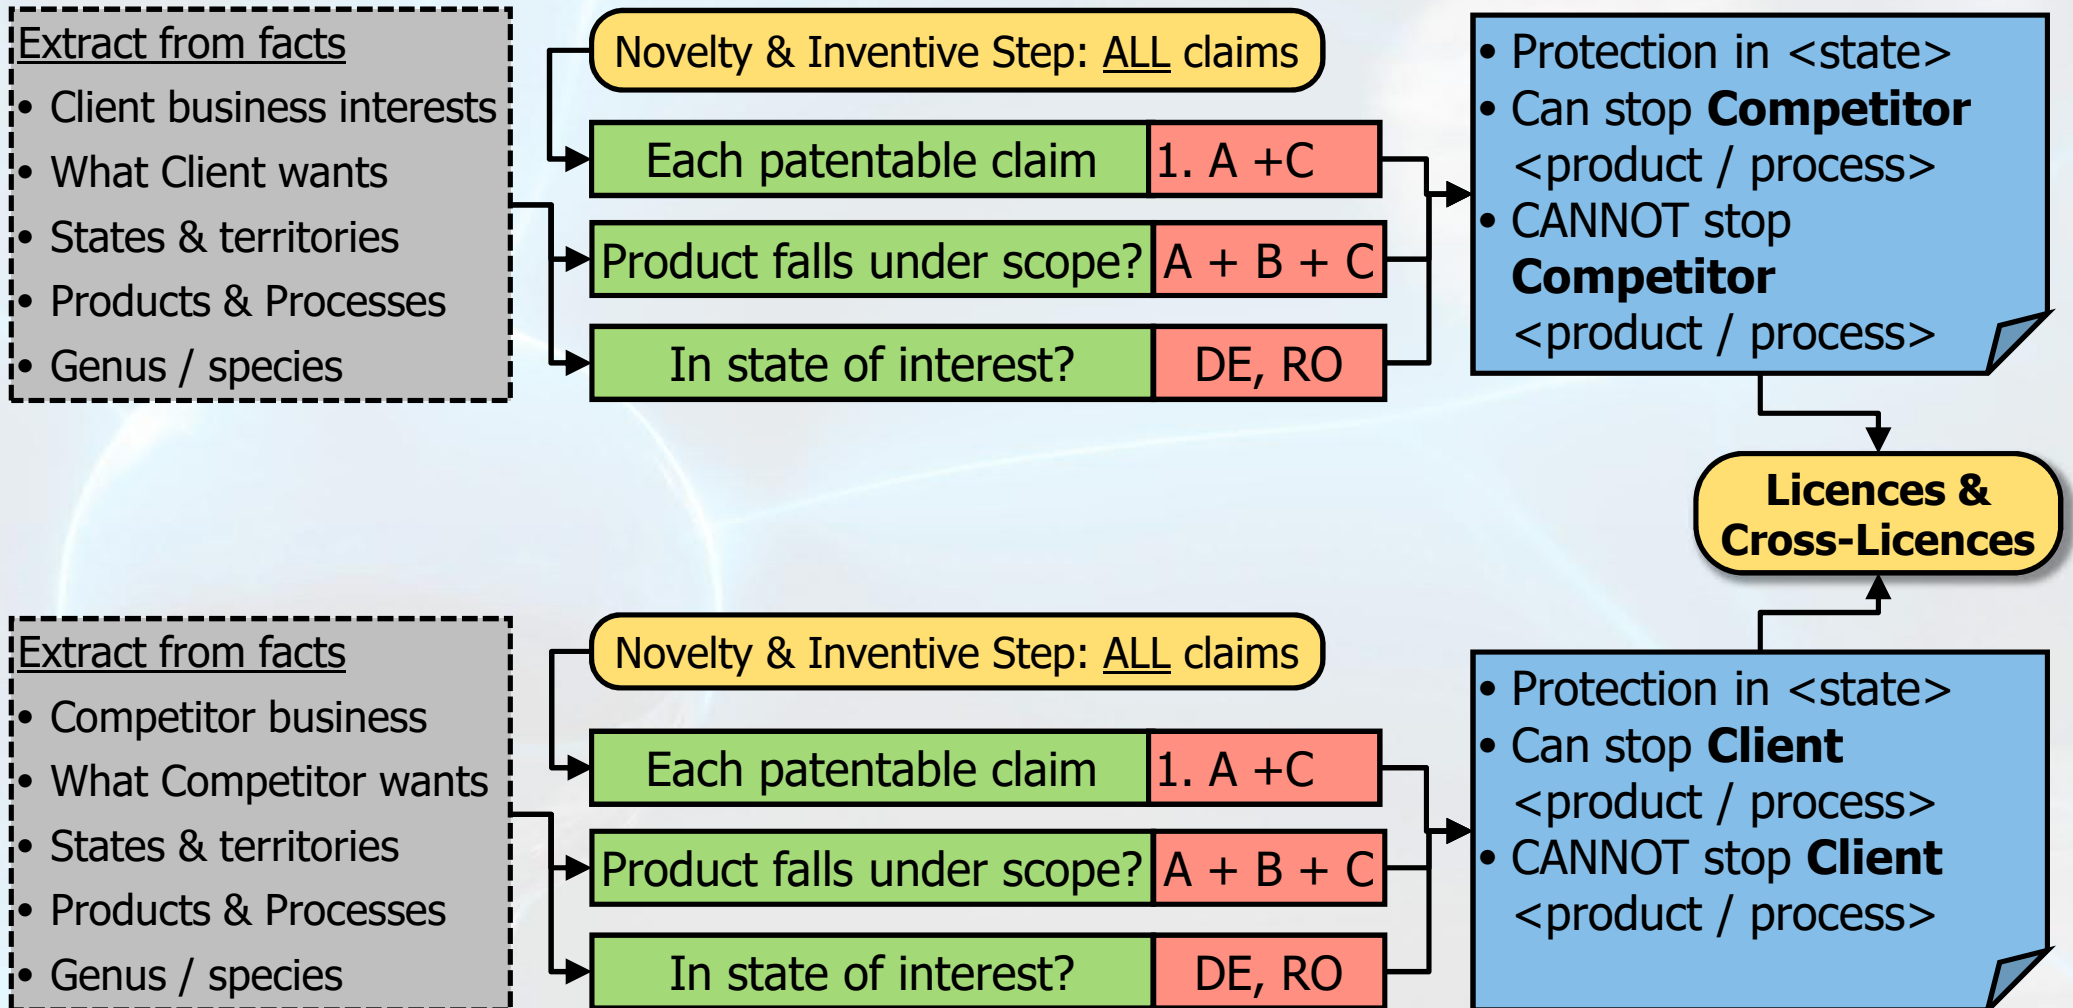 Extract from facts
• Client business interests
• What Client wants
• States & territories
• Products & Processes
• Genus / species
Novelty & Inventive Step: ALL claims
Each patentable claim 1. A +C
Product falls under scope? A + B + C
In state of interest? DE, RO
• Protection in <state>
• Can stop Competitor
<product / process>
• CANNOT stop
Competitor
<product / process>
Licences &
Cross-Licences
Extract from facts
• Competitor business
• What Competitor wants
• States & territories
• Products & Processes
• Genus / species
Novelty & Inventive Step: ALL claims
Each patentable claim 1. A +C
Product falls under scope? A + B + C
In state of interest? DE, RO
• Protection in <state>
• Can stop Client
<product / process>
• CANNOT stop Client
<product / process>